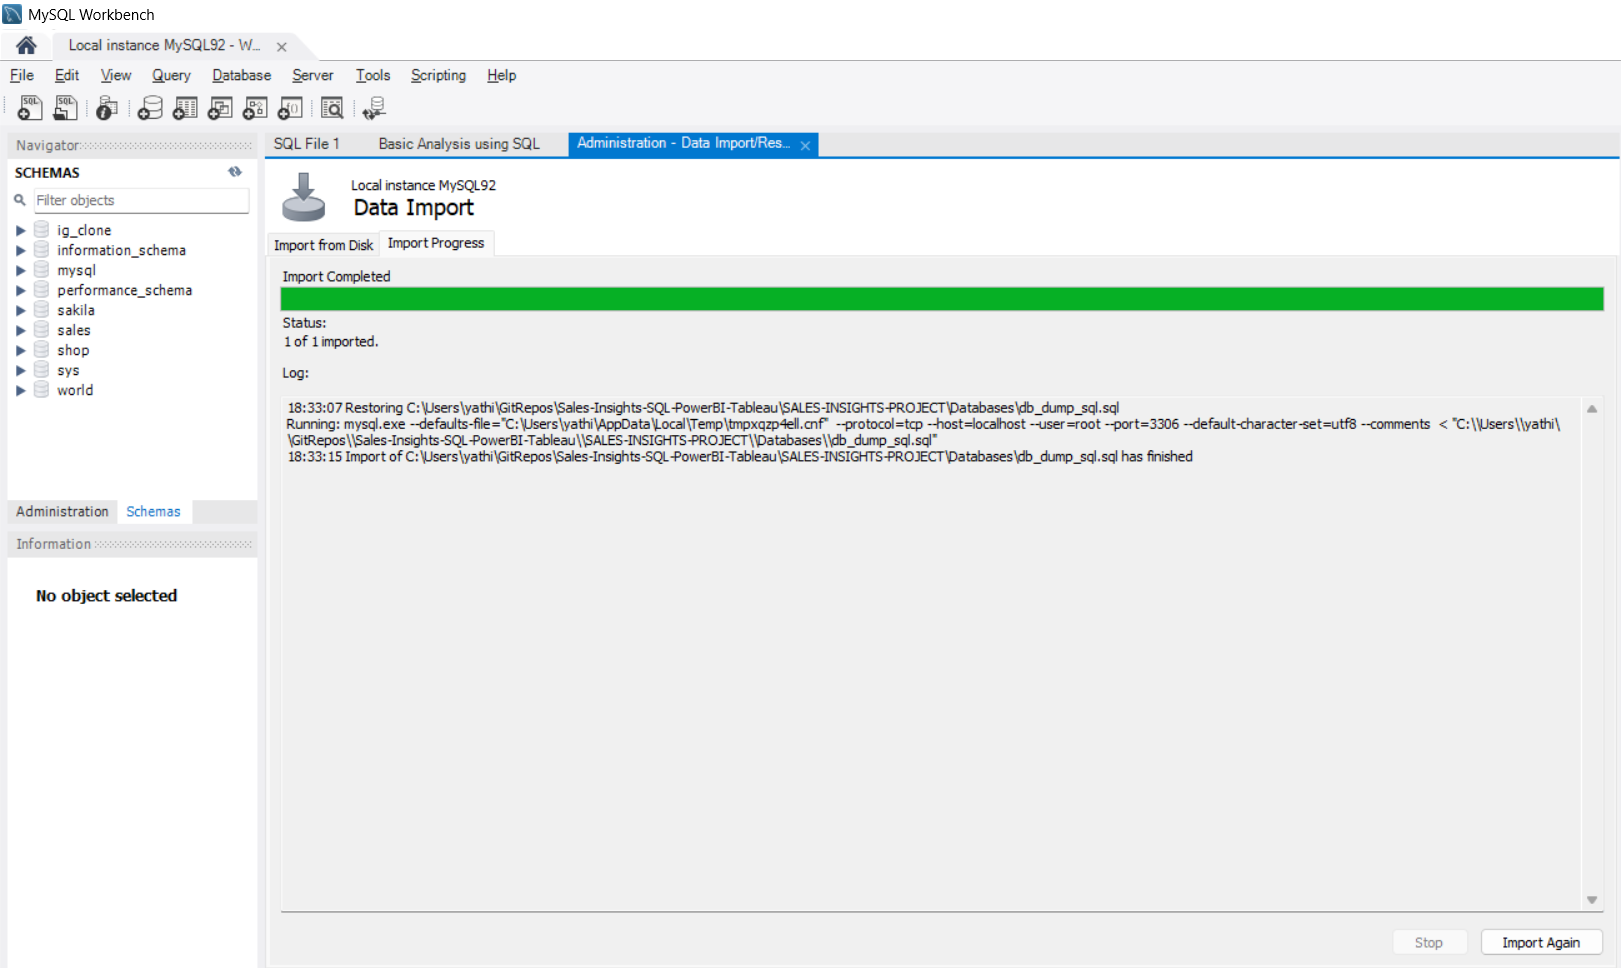 MySQL Workbench
Local instance MySQL92 - W...
File Edit View Query Database Server Tools Scripting Help
SQL SQL
Navigator
SCHEMAS
Filter objects
ig_clone
information_schema
mysql
performance_schema
sakila
sales
shop
sys
world
Administration Schemas
Information
No object selected
SQL File 1 Basic Analysis using SQL Administration - Data Import/Res...
Local instance MySQL92
Data Import
Import from Disk Import Progress
Import Completed
Status:
1 of 1 imported.
Log:
18:33:07 Restoring C:\Users\yathi\GitRepos\Sales-Insights-SQL-PowerBI-Tableau\SALES-INSIGHTS-PROJECT\Databases\db_dump_sql.sql
Running: mysql.exe --defaults-file="C:\Users\yathi\AppData\Local\Temp\tmpxqzp4ell.cnf"  --protocol=tcp --host=localhost --user=root --port=3306 --default-character-set=utf8 --comments  < "C:\\Users\\yathi\
\GitRepos\\Sales-Insights-SQL-PowerBI-Tableau\\SALES-INSIGHTS-PROJECT\\Databases\\db_dump_sql.sql"
18:33:15 Import of C:\Users\yathi\GitRepos\Sales-Insights-SQL-PowerBI-Tableau\SALES-INSIGHTS-PROJECT\Databases\db_dump_sql.sql has finished
Stop Import Again